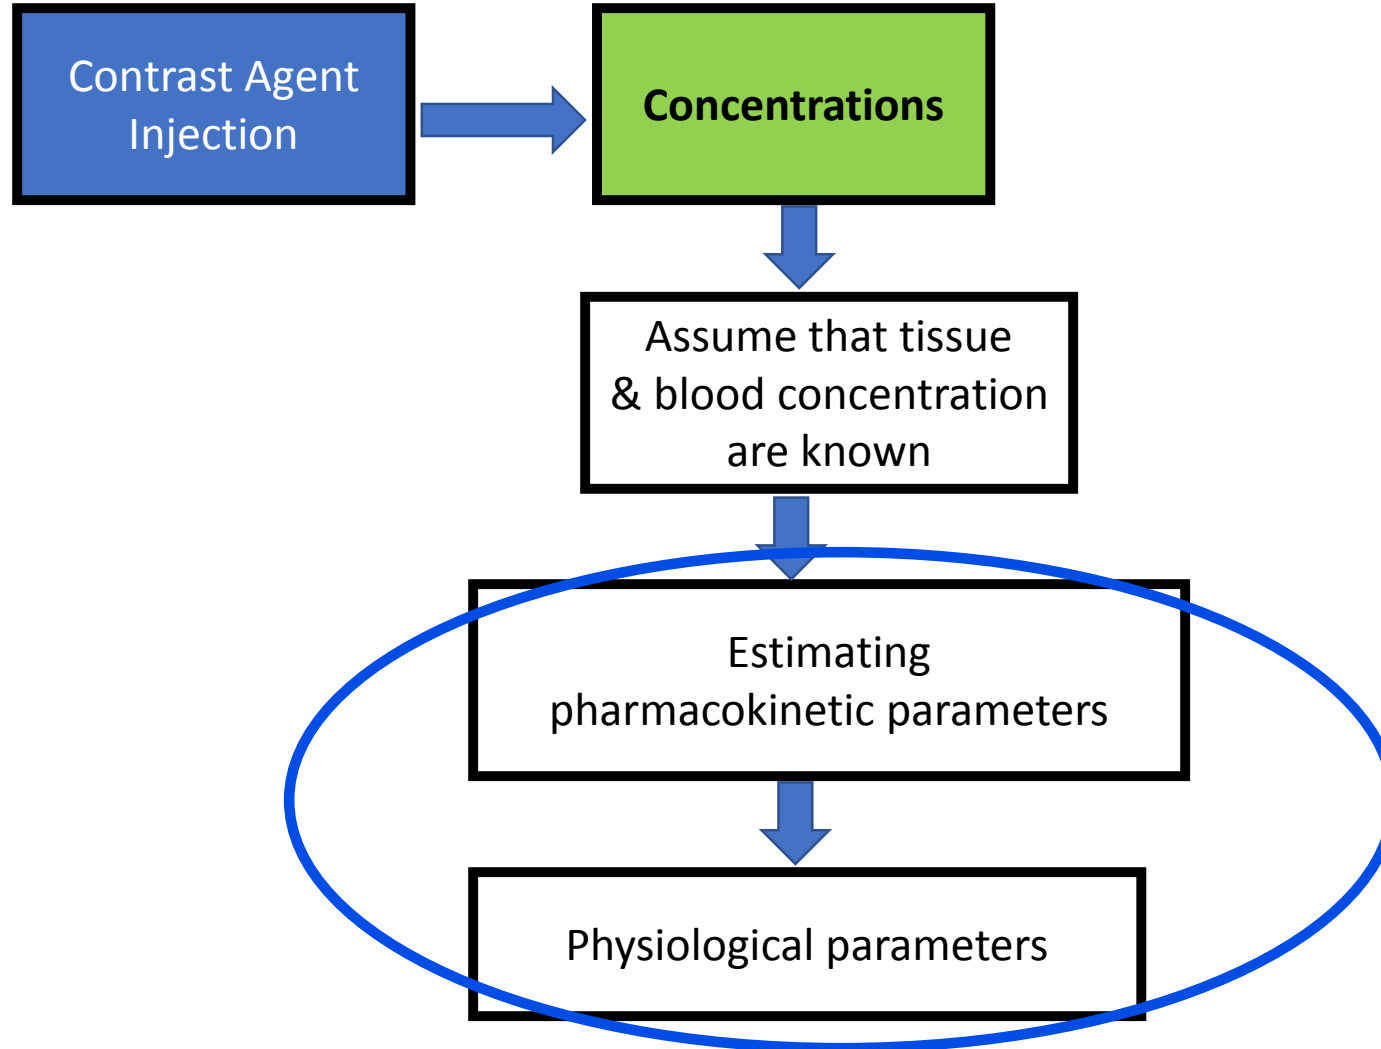 Contrast Agent
Injection
Concentrations
Assume that tissue
& blood concentration
are known
Estimating
pharmacokinetic parameters
Physiological parameters